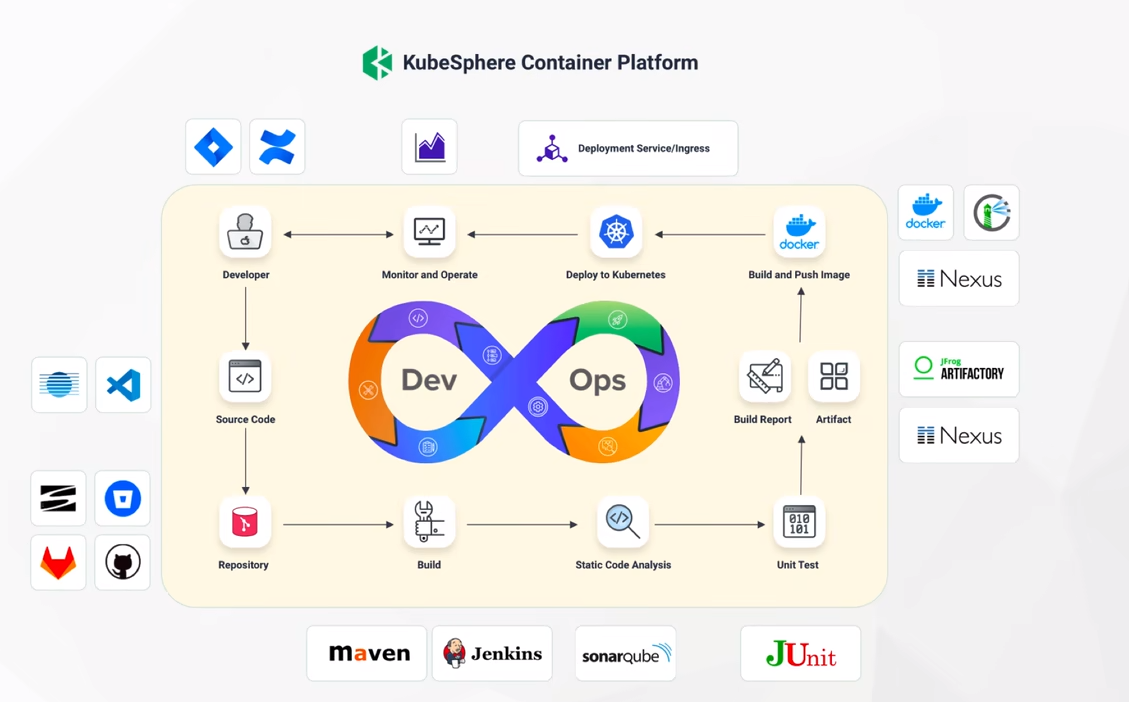 KubeSphere Container Platform
Deployment Service/Ingress
docker
Developer
Monitor and Operate
Deploy to Kubernetes
docker
Build and Push Image
Nexus
Dev
Ops
Source Code
Build Report
Artifact
JFrog
ARTIFACTORY
Nexus
010
101
Repository
Build
Static Code Analysis
Unit Test
maven
Jenkins
sonarqube
JUnit